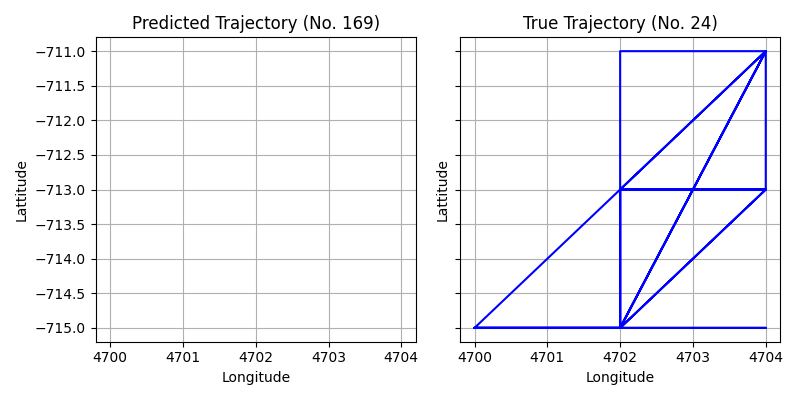 Predicted Trajectory (No. 169)
−711.0
−711.5
−712.0
−712.5
−713.0
−713.5
−714.0
−714.5
−715.0
Lattitude
4700 4701 4702 4703 4704
Longitude
True Trajectory (No. 24)
Lattitude
4700 4701 4702 4703 4704
Longitude